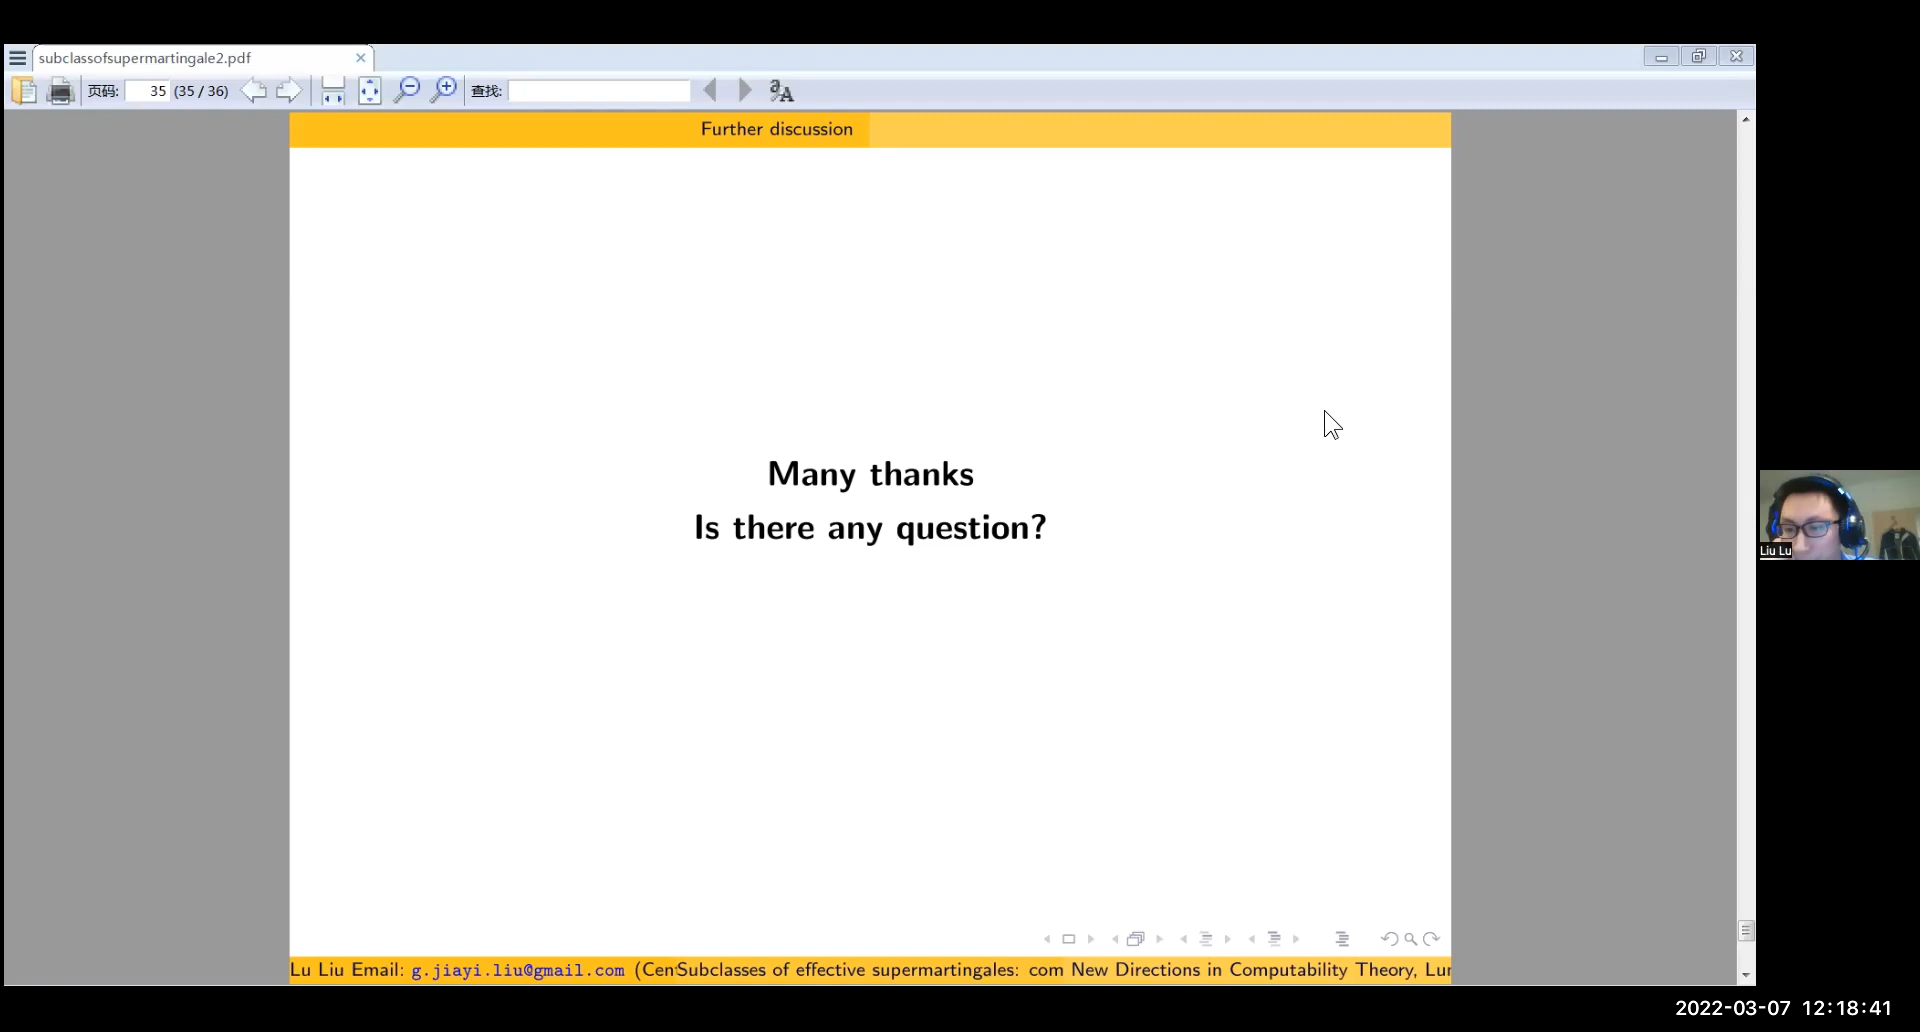 subclassofsupermartingale2.pdf
页码: 35 (35 / 36) 查找:
Further discussion
Many thanks
Is there any question?
Liu Lu
Lu Liu Email: g.jiayi.liu@gmail.com (Cen Subclasses of effective supermartingales: com New Directions in Computability Theory, Lu
2022-03-07 12:18:41